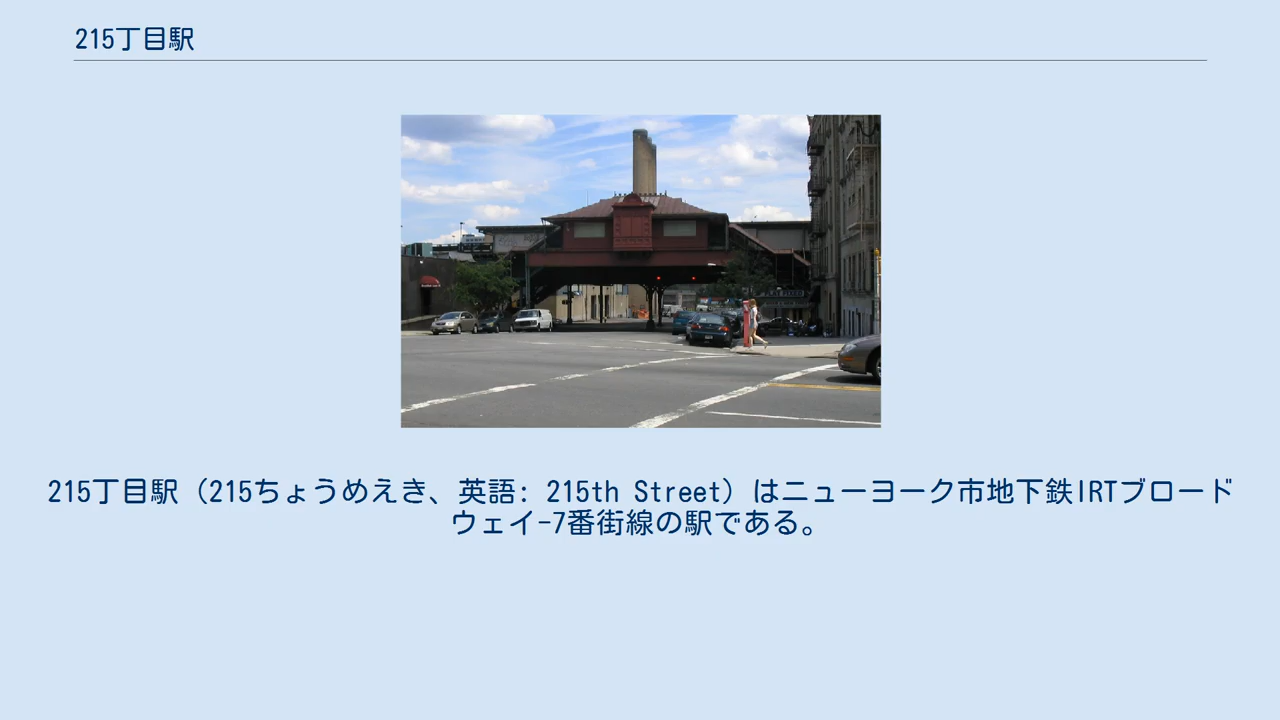 215丁目駅
215丁目駅（215ちょうめえき、英語: 215th Street）はニューヨーク市地下鉄IRTブロード
ウェイ-7番街線の駅である。